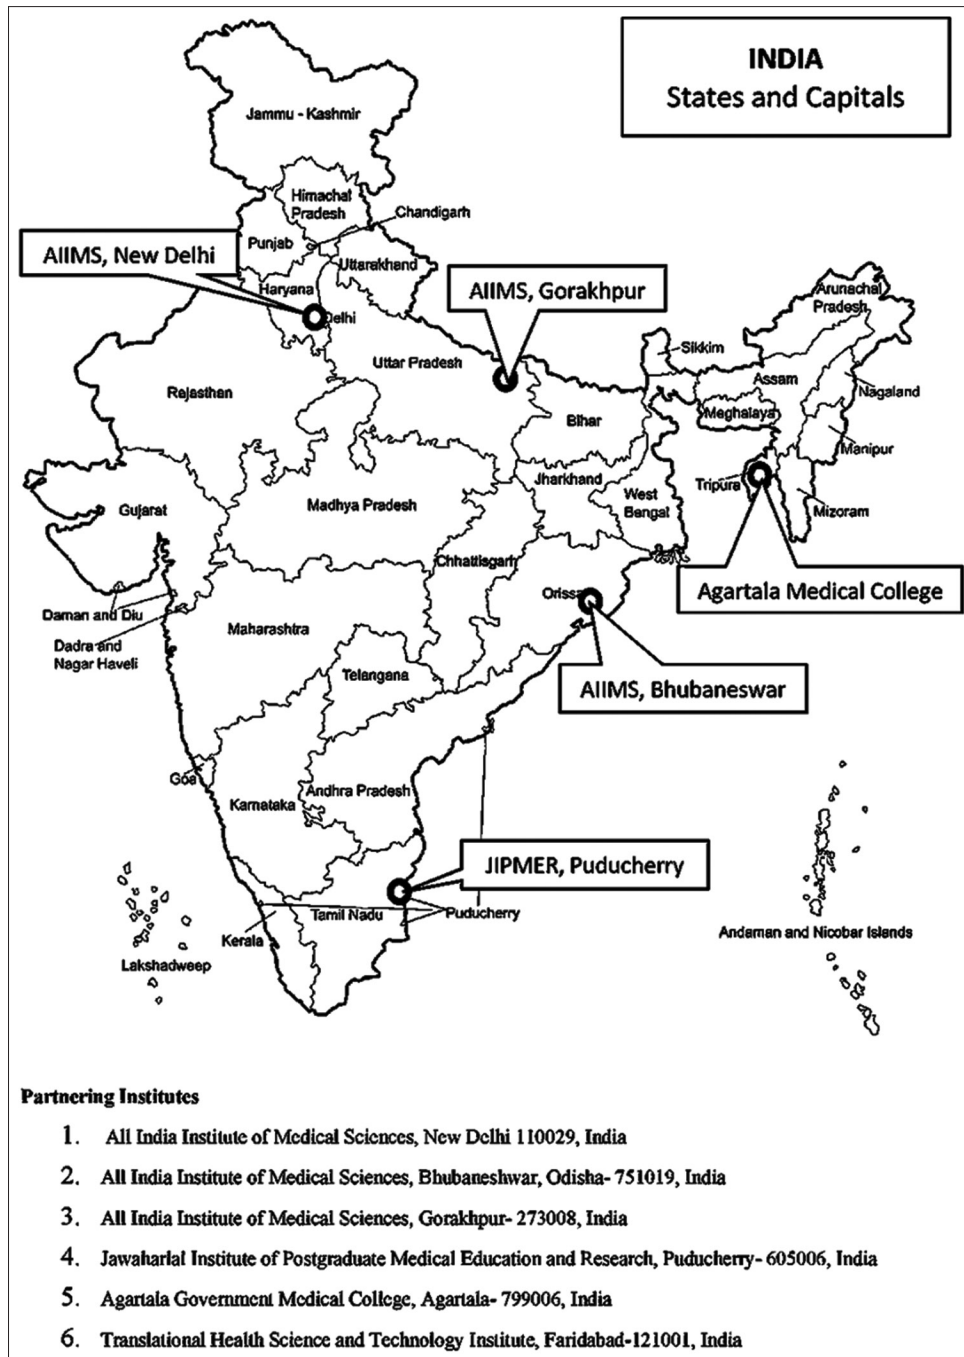 INDIA
States and Capitals
Jammu - Kashmir
Himachal
Pradesh
Chandigarh
Punjab
AIIMS, New Delhi
Uttarakhand
Haryana
AIIMS, Gorakhpur
Arunachal
Pradesh
Delhi
Sikkim
Uttar Pradesh
Assam
Rajasthan
Nagaland
Meghalaya
Bihar
Manipur
Jharkhand
Tripura
West
Bengal
Madhya Pradesh
Gujarat
Mizoram
Chhattisgarh
Orissa
Agartala Medical College
Daman and Diu
Maharashtra
Dadra and
Nagar Haveli
Telangana
AIIMS, Bhubaneswar
Goa
Karnataka
Andhra Pradesh
JIPMER, Puducherry
Tamil Nadu
Puducherry
Kerala
Andaman and Nicobar Islands
Lakshadweep
Partnering Institutes
1. All India Institute of Medical Sciences, New Delhi 110029, India
2. All India Institute of Medical Sciences, Bhubaneshwar, Odisha- 751019, India
3. All India Institute of Medical Sciences, Gorakhpur- 273008, India
4. Jawaharlal Institute of Postgraduate Medical Education and Research, Puducherry- 605006, India
5. Agartala Government Medical College, Agartala- 799006, India
6. Translational Health Science and Technology Institute, Faridabad-121001, India